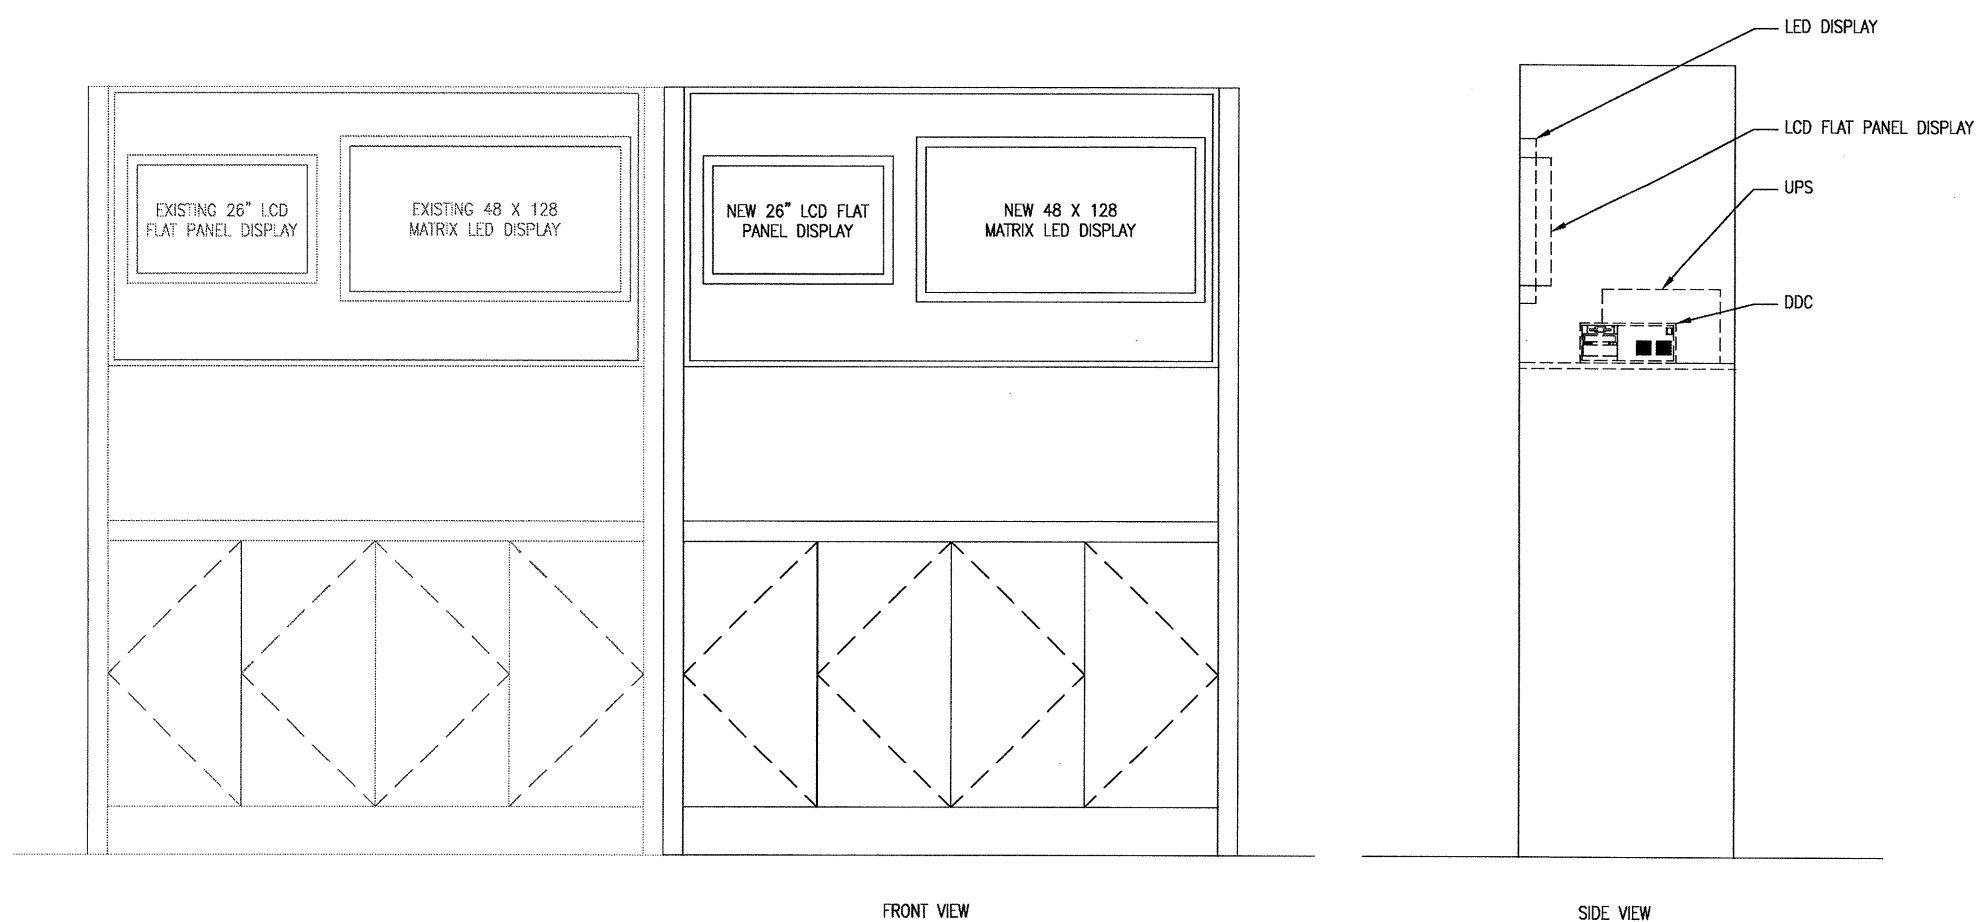 LED DISPLAY
LCD FLAT PANEL DISPLAY
UPS
DDC
EXISTING 26" LCD
FLAT PANEL DISPLAY
EXISTING 48 X 128
MATRIX LED DISPLAY
NEW 26" LCD FLAT
PANEL DISPLAY
NEW 48 X 128
MATRIX LED DISPLAY
FRONT VIEW
SIDE VIEW